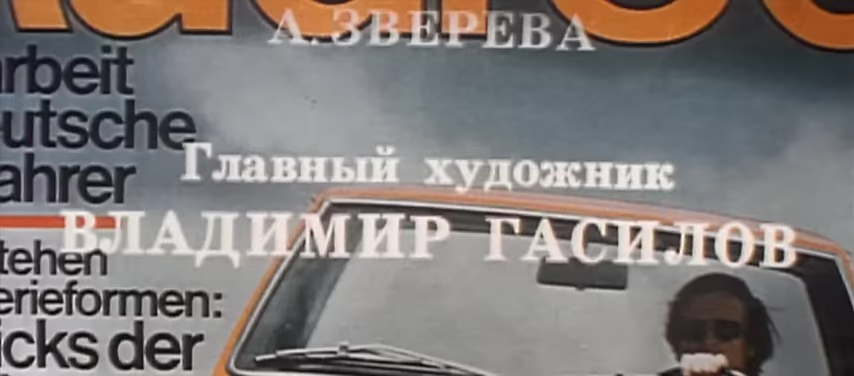 А. ЗВЕРЕВА
rbeit
utsche
ahrer
Главный художник
ВЛАДИМИР ГАСИЛОВ
tehen
erieformen:
icks der